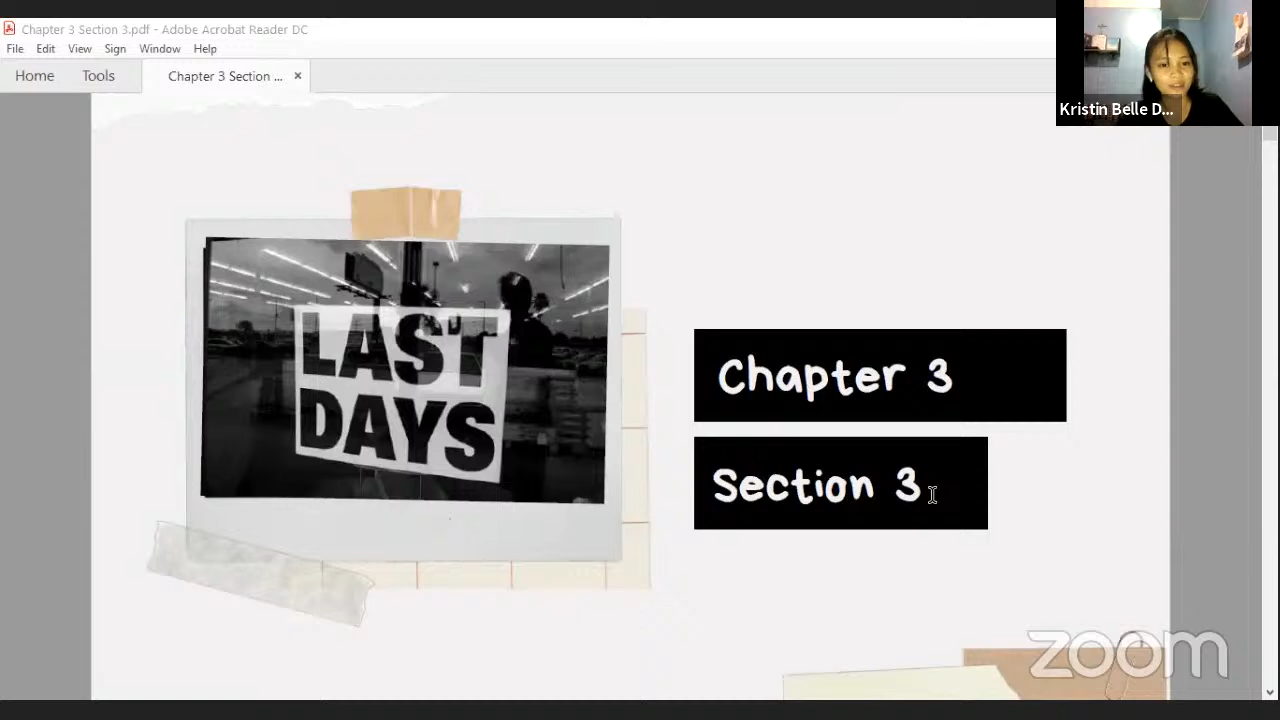 Chapter 3 Section 3.pdf - Adobe Acrobat Reader DC
File Edit View Sign Window Help
Home Tools Chapter 3 Section ... ×
Kristin Belle D...
LAST
DAYS
Chapter 3
Section 3
zoom